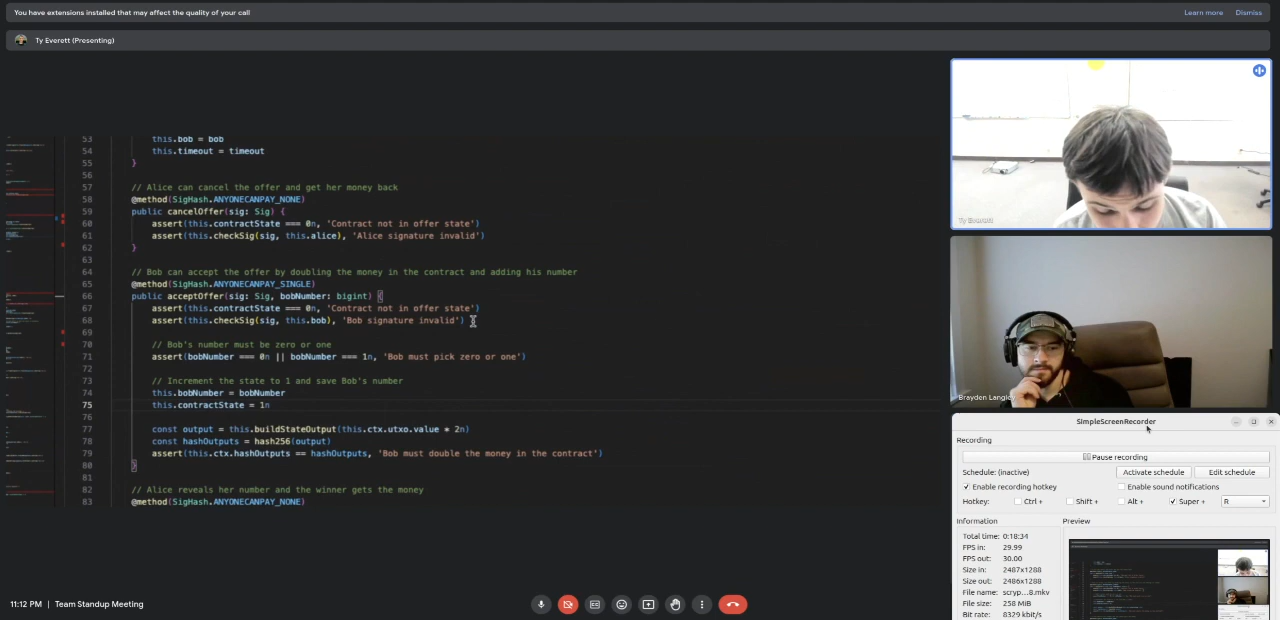 You have extensions installed that may affect the quality of your call
Learn more
Dismiss
Ty Everett (Presenting)
53 this.bob = bob
54 this.timeout = timeout
55 }
56
57 // Alice can cancel the offer and get her money back
58 @method(SigHash.ANYONECANPAY_NONE)
59 public cancelOffer(sig: Sig) {
60 assert(this.contractState === 0n, 'Contract not in offer state')
61 assert(this.checkSig(sig, this.alice), 'Alice signature invalid')
62 }
63
64 // Bob can accept the offer by doubling the money in the contract and adding his number
65 @method(SigHash.ANYONECANPAY_SINGLE)
66 public acceptOffer(sig: Sig, bobNumber: bigint) {
67 assert(this.contractState === 0n, 'Contract not in offer state')
68 assert(this.checkSig(sig, this.bob), 'Bob signature invalid')
69
70 // Bob's number must be zero or one
71 assert(bobNumber === 0n || bobNumber === 1n, 'Bob must pick zero or one')
72
73 // Increment the state to 1 and save Bob's number
74 this.bobNumber = bobNumber
75 this.contractState = 1n
76
77 const output = this.buildStateOutput(this.ctx.utxo.value * 2n)
78 const hashOutputs = hash256(output)
79 assert(this.ctx.hashOutputs == hashOutputs, 'Bob must double the money in the contract')
80 }
81
82 // Alice reveals her number and the winner gets the money
83 @method(SigHash.ANYONECANPAY_NONE)
Ty Everett
Brayden Langley
SimpleScreenRecorder
Recording
Pause recording
Schedule: (inactive)
Activate schedule
Edit schedule
Enable recording hotkey
Enable sound notifications
Hotkey:
Ctrl +
Shift +
Alt +
Super +
R
Information
Preview
Total time: 0:18:34
FPS in: 29.99
FPS out: 30.00
Size in: 2487x1288
Size out: 2486x1288
File name: scryp...8.mkv
File size: 258 MiB
Bit rate: 8329 kbit/s
11:12 PM | Team Standup Meeting